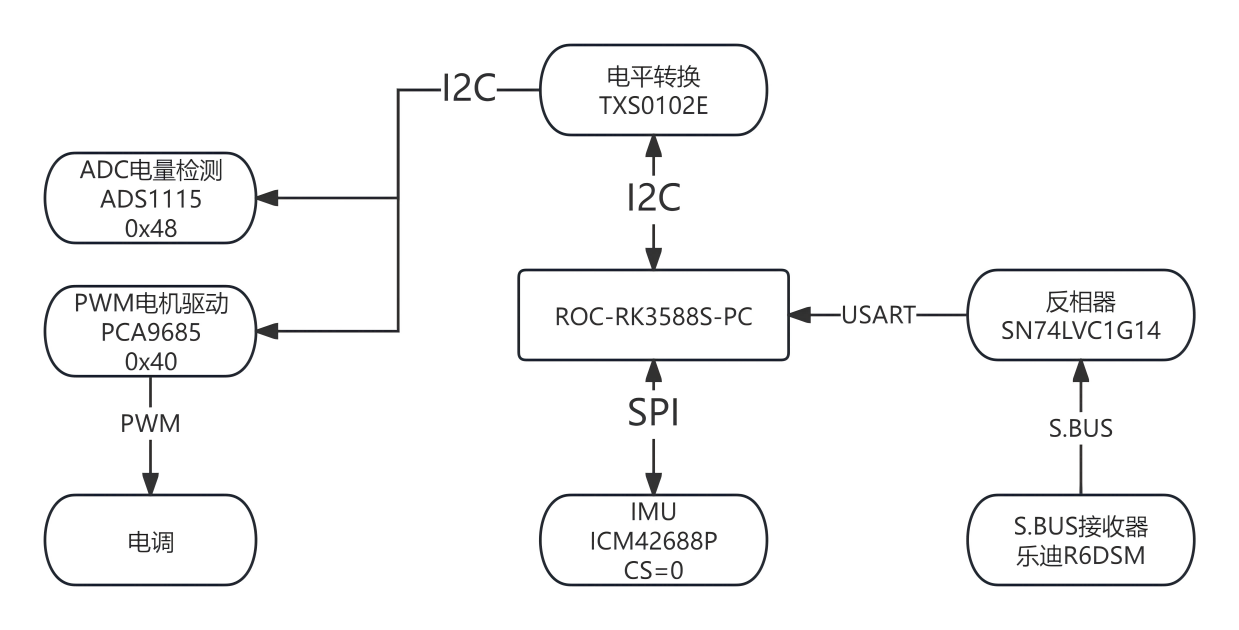 电平转换
TXS0102E
I2C
ADC电量检测
ADS1115
0x48
I2C
PWM电机驱动
PCA9685
0x40
ROC-RK3588S-PC
USART
反相器
SN74LVC1G14
PWM
SPI
S.BUS
电调
IMU
ICM42688P
CS=0
S.BUS接收器
乐迪R6DSM